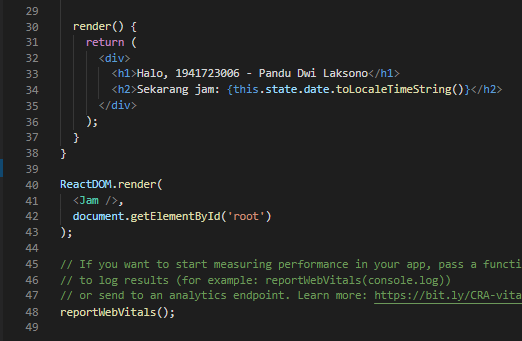 29
30 render() {
31 return (
32 <div>
33 <h1>Halo, 1941723006 - Pandu Dwi Laksono</h1>
34 <h2>Sekarang jam: {this.state.date.toLocaleTimeString()}</h2>
35 </div>
36 );
37 }
38 }
39
40 ReactDOM.render(
41 <Jam />,
42 document.getElementById('root')
43 );
44
45 // If you want to start measuring performance in your app, pass a functi
46 // to log results (for example: reportWebVitals(console.log))
47 // or send to an analytics endpoint. Learn more: https://bit.ly/CRA-vita
48 reportWebVitals();
49